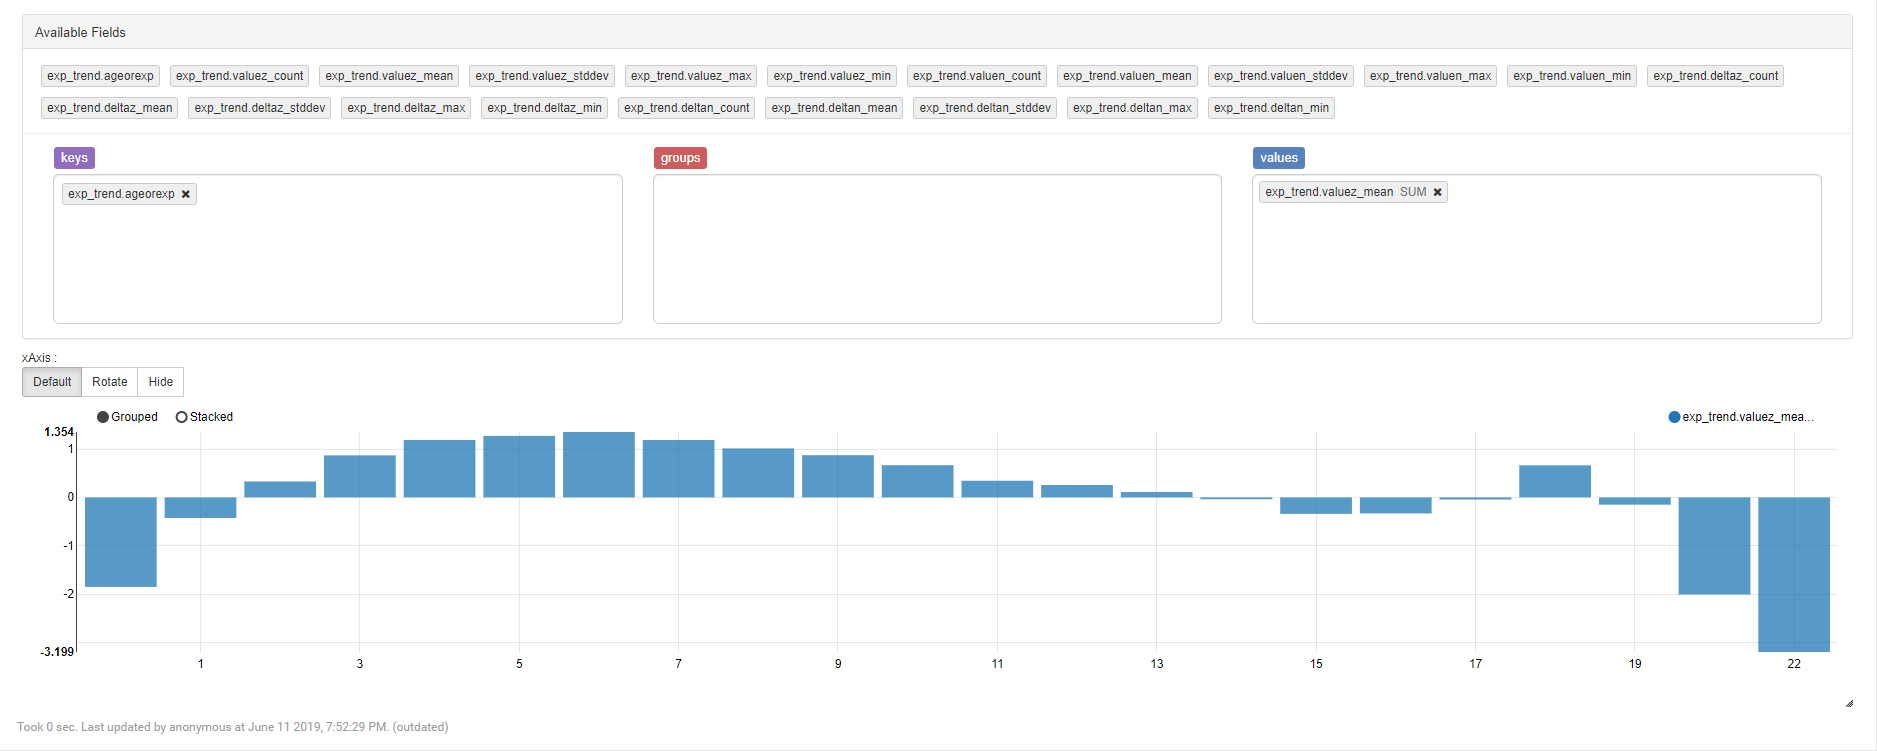 Available Fields
exp_trend.ageorexp exp_trend.valuez_count exp_trend.valuez_mean exp_trend.valuez_stddev exp_trend.valuez_max exp_trend.valuez_min exp_trend.valuen_count exp_trend.valuen_mean exp_trend.valuen_stddev exp_trend.valuen_max exp_trend.valuen_min exp_trend.deltaz_count
exp_trend.deltaz_mean exp_trend.deltaz_stddev exp_trend.deltaz_max exp_trend.deltaz_min exp_trend.deltan_count exp_trend.deltan_mean exp_trend.deltan_stddev exp_trend.deltan_max exp_trend.deltan_min
keys groups values
exp_trend.ageorexp ✖ exp_trend.valuez_mean SUM ✖
xAxis :
Default Rotate Hide
Grouped Stacked exp_trend.valuez_mea...
1.354
1
0
-1
-2
-3.199
1 3 5 7 9 11 13 15 17 19 22
Took 0 sec. Last updated by anonymous at June 11 2019, 7:52:29 PM. (outdated)